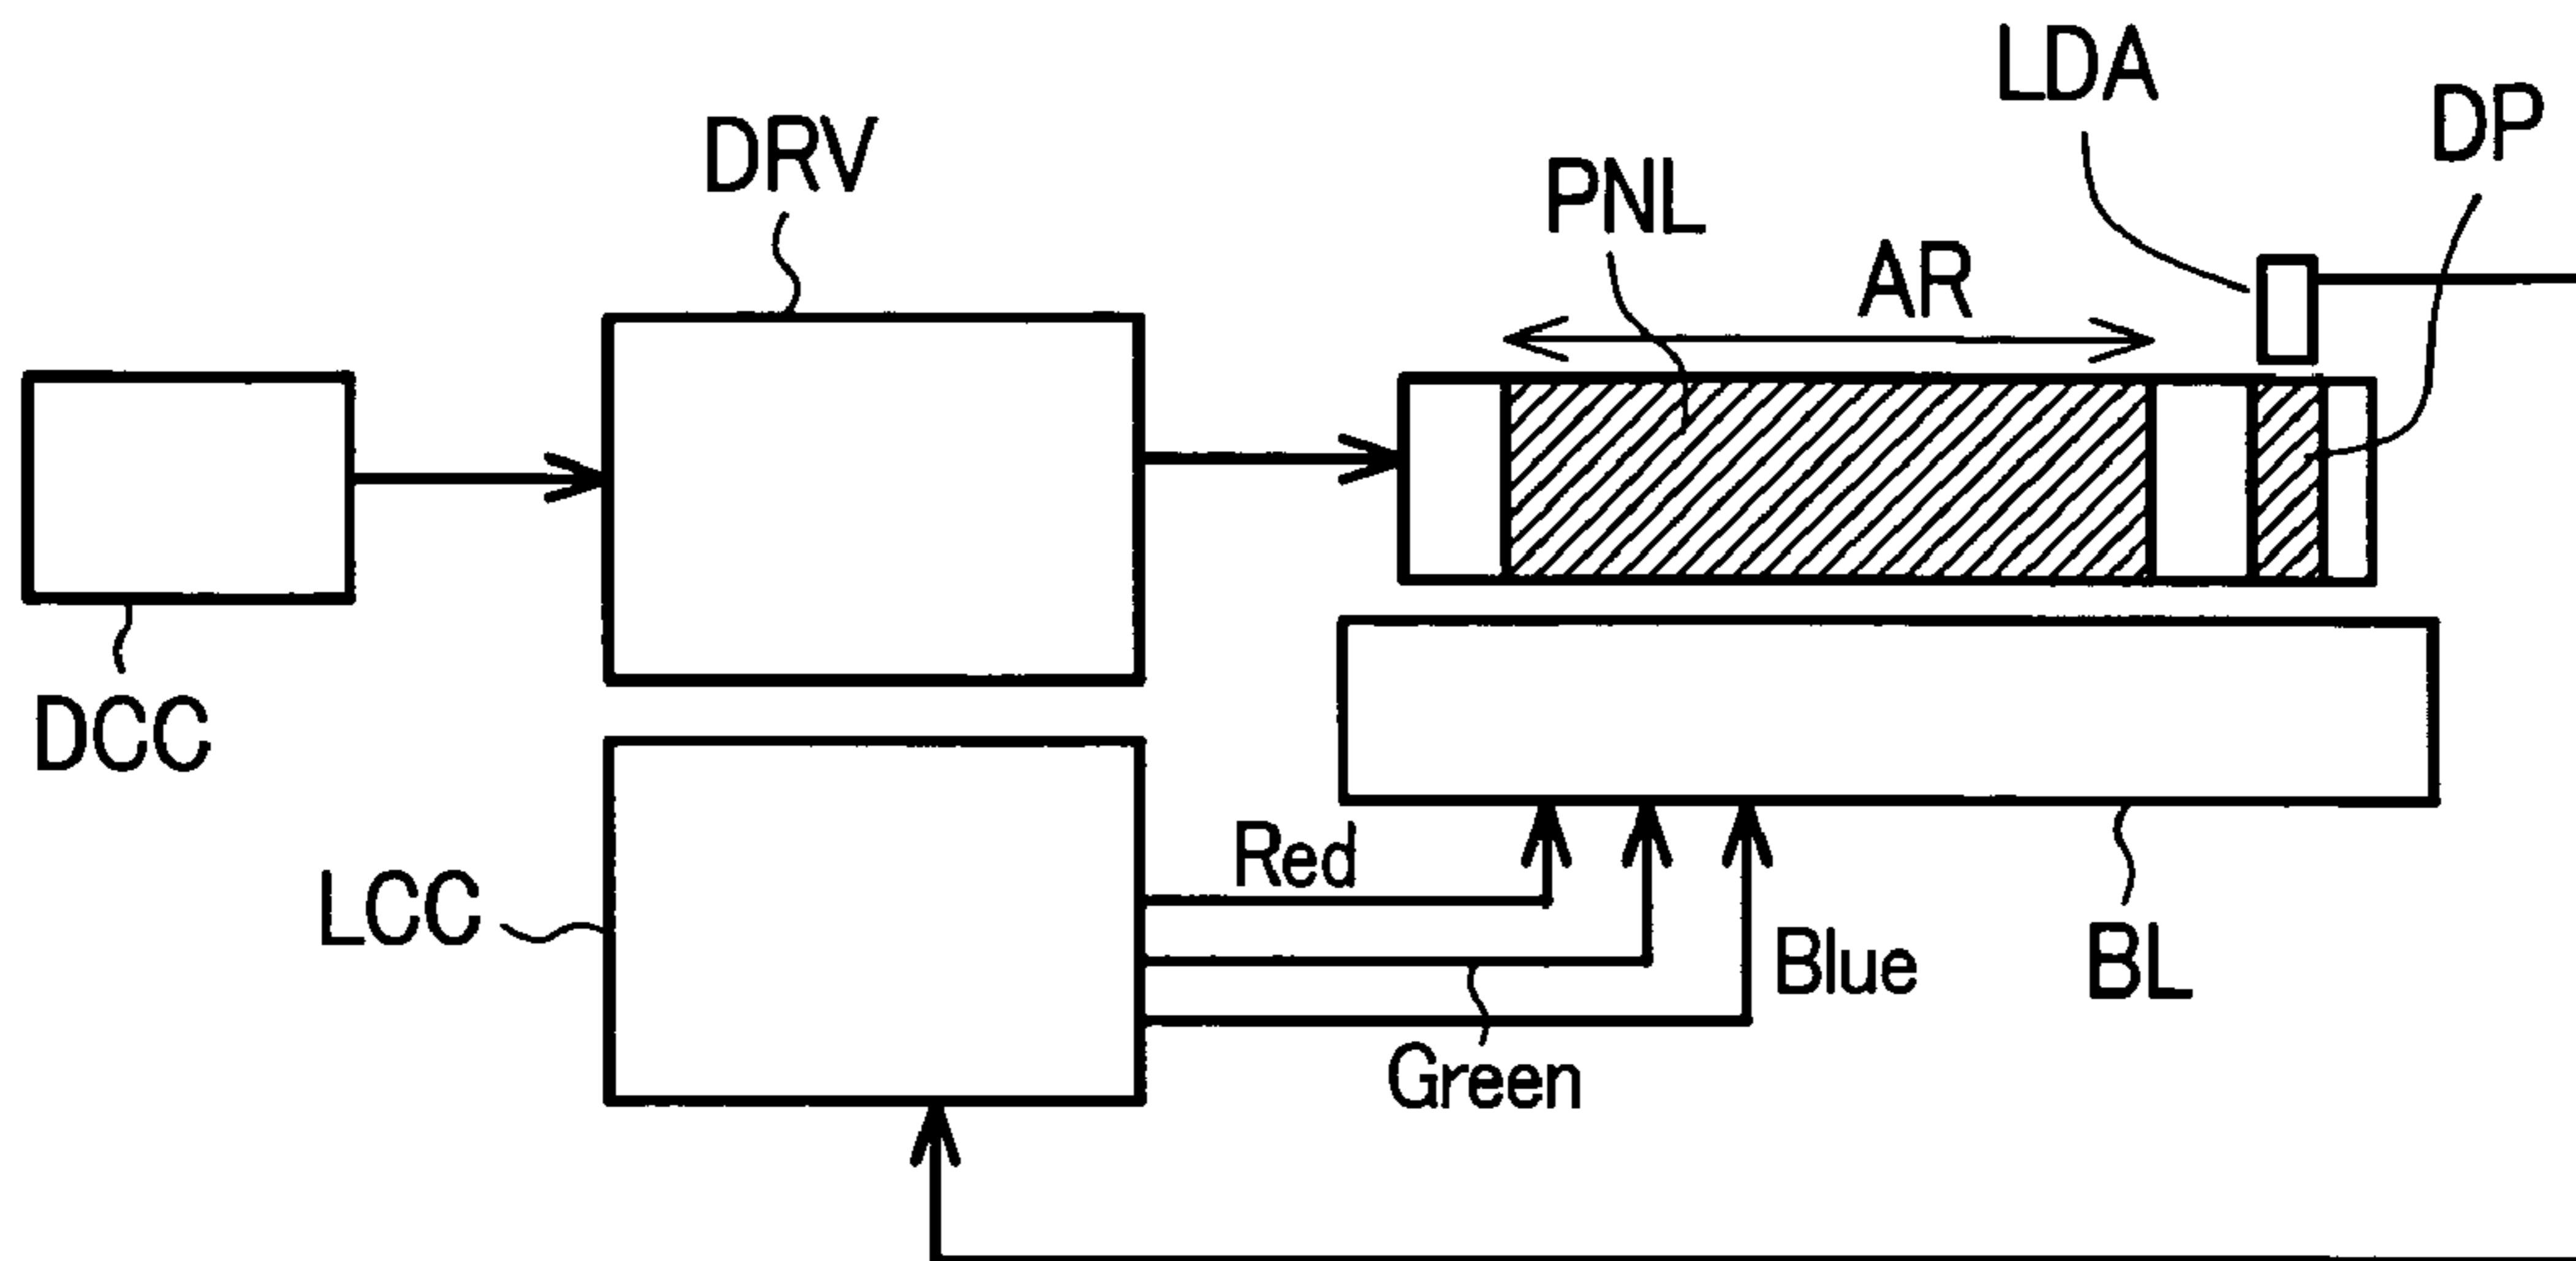 LDA
DP
DRV
PNL
AR
DCC
LCC
Red
Blue
BL
Green